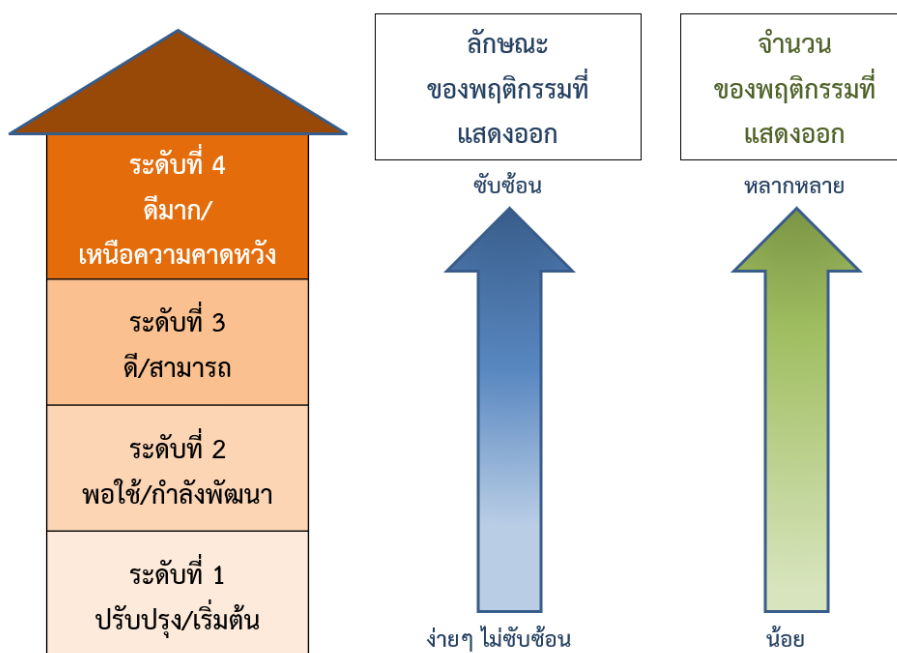 ระดับที่ 4
ดีมาก/
เหนือความคาดหวัง
ระดับที่ 3
ดี/สามารถ
ระดับที่ 2
พอใช้/กำลังพัฒนา
ระดับที่ 1
ปรับปรุง/เริ่มต้น
ลักษณะ
ของพฤติกรรมที่
แสดงออก
ซับซ้อน
ง่ายๆ ไม่ซับซ้อน
จำนวน
ของพฤติกรรมที่
แสดงออก
หลากหลาย
น้อย